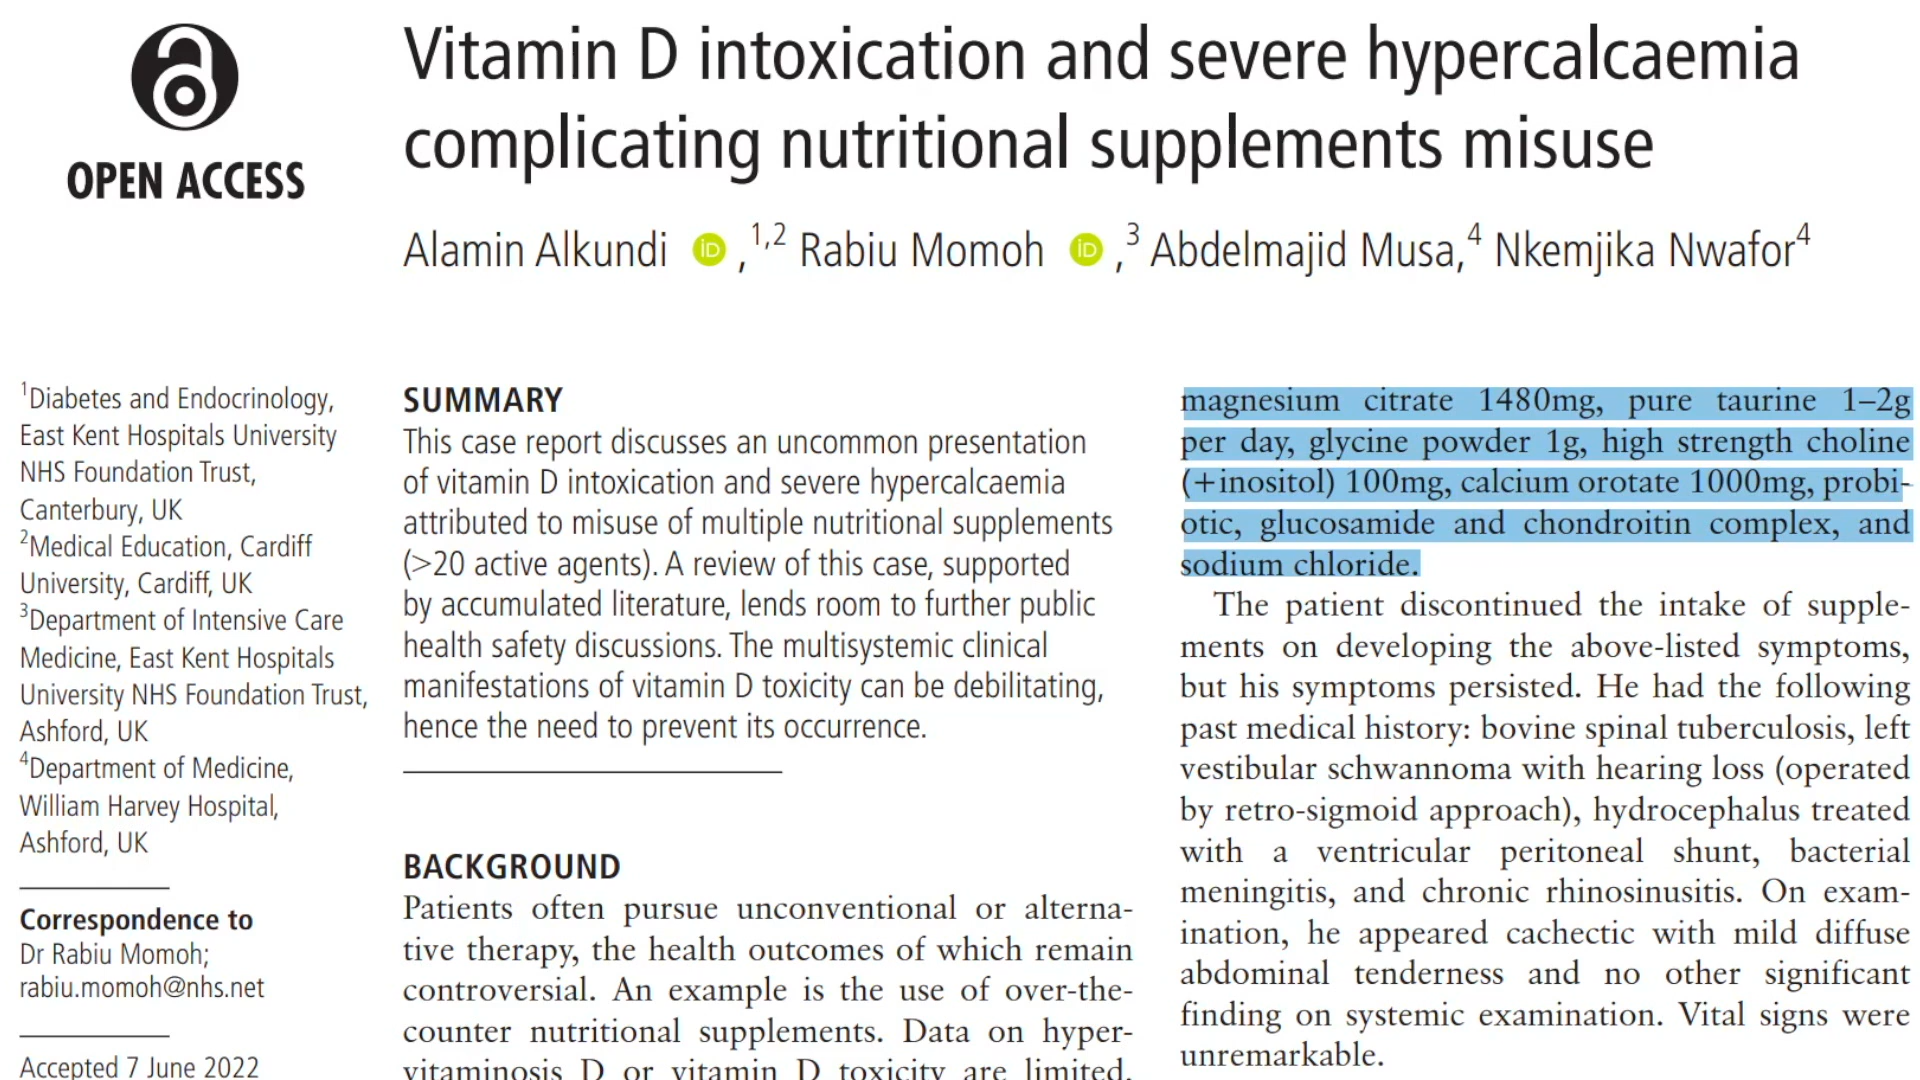 OPEN ACCESS
Vitamin D intoxication and severe hypercalcaemia
complicating nutritional supplements misuse
Alamin Alkundi iD ,1,2 Rabiu Momoh iD ,3 Abdelmajid Musa,4 Nkemjika Nwafor4
1Diabetes and Endocrinology,
East Kent Hospitals University
NHS Foundation Trust,
Canterbury, UK
2Medical Education, Cardiff
University, Cardiff, UK
3Department of Intensive Care
Medicine, East Kent Hospitals
University NHS Foundation Trust,
Ashford, UK
4Department of Medicine,
William Harvey Hospital,
Ashford, UK
Correspondence to
Dr Rabiu Momoh;
rabiu.momoh@nhs.net
Accepted 7 June 2022
SUMMARY
This case report discusses an uncommon presentation
of vitamin D intoxication and severe hypercalcaemia
attributed to misuse of multiple nutritional supplements
(>20 active agents). A review of this case, supported
by accumulated literature, lends room to further public
health safety discussions. The multisystemic clinical
manifestations of vitamin D toxicity can be debilitating,
hence the need to prevent its occurrence.
BACKGROUND
Patients often pursue unconventional or alterna-
tive therapy, the health outcomes of which remain
controversial. An example is the use of over-the-
counter nutritional supplements. Data on hyper-
vitaminosis D or vitamin D toxicity are limited.
magnesium citrate 1480mg, pure taurine 1–2g
per day, glycine powder 1g, high strength choline
(+inositol) 100mg, calcium orotate 1000mg, probi-
otic, glucosamide and chondroitin complex, and
sodium chloride.
The patient discontinued the intake of supple-
ments on developing the above-listed symptoms,
but his symptoms persisted. He had the following
past medical history: bovine spinal tuberculosis, left
vestibular schwannoma with hearing loss (operated
by retro-sigmoid approach), hydrocephalus treated
with a ventricular peritoneal shunt, bacterial
meningitis, and chronic rhinosinusitis. On exam-
ination, he appeared cachectic with mild diffuse
abdominal tenderness and no other significant
finding on systemic examination. Vital signs were
unremarkable.